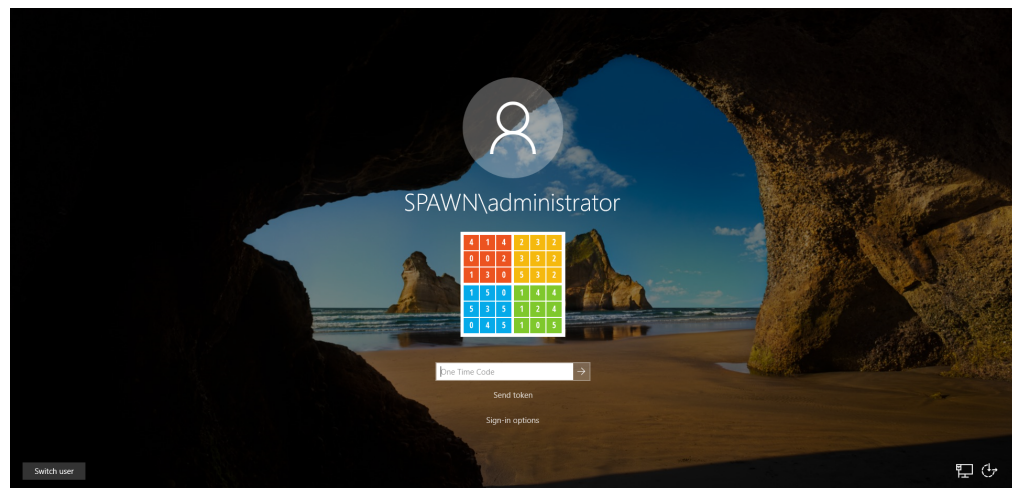 SPAWN\administrator
4 1 4 2 3 2
0 0 2 3 3 2
1 3 0 5 3 2
1 5 0 1 4 4
5 3 5 1 2 4
0 4 5 1 0 5
One Time Code
Send token
Sign-in options
Switch user